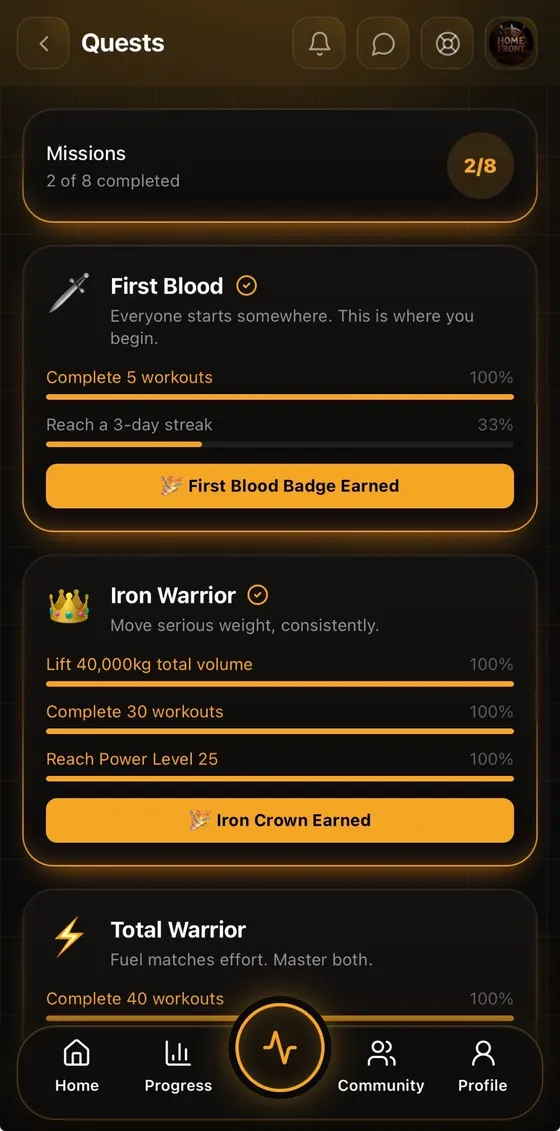 Quests
HOME
FRONT
Missions
2 of 8 completed
2/8
First Blood
Everyone starts somewhere. This is where you
begin.
Complete 5 workouts 100%
Reach a 3-day streak 33%
🎉 First Blood Badge Earned
Iron Warrior
Move serious weight, consistently.
Lift 40,000kg total volume 100%
Complete 30 workouts 100%
Reach Power Level 25 100%
🎉 Iron Crown Earned
Total Warrior
Fuel matches effort. Master both.
Complete 40 workouts 100%
Home Progress Community Profile